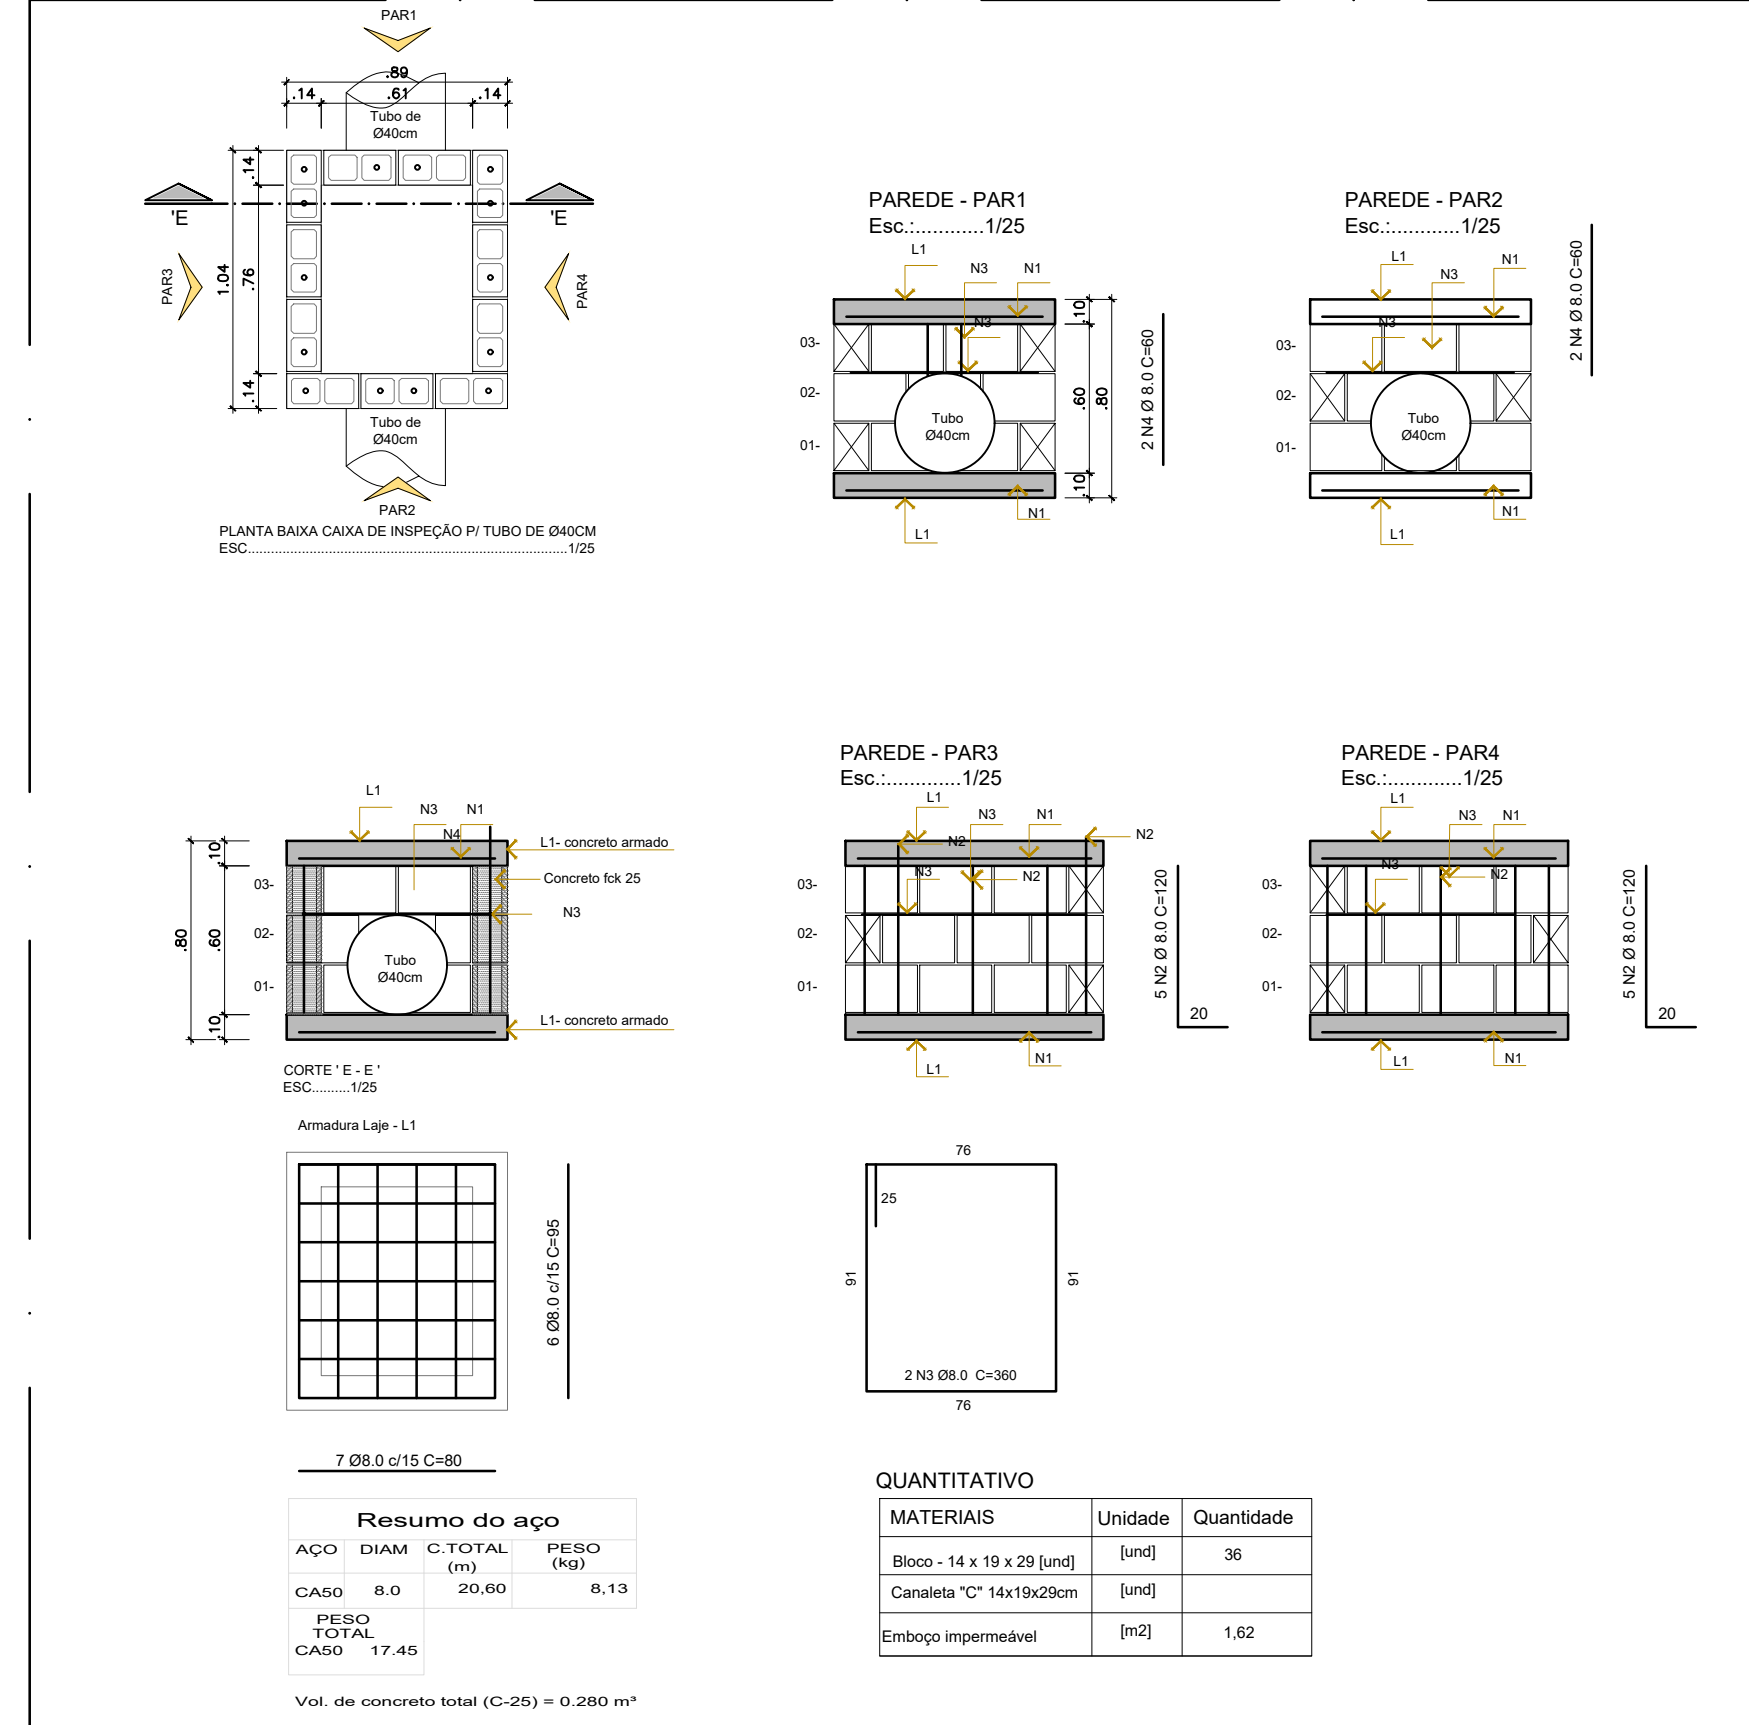 PAR1
.89
.14
.61
.14
Tubo de
Ø40cm
.14
'E
'E
PAR3
1.04
.76
PAR4
.14
Tubo de
Ø40cm
PAR2
PLANTA BAIXA CAIXA DE INSPEÇÃO P/ TUBO DE Ø40CM
ESC................................................................................1/25
PAREDE - PAR1
Esc.:............1/25
L1
N3
N1
N3
.10
03-
02-
01-
.60
.80
Tubo
Ø40cm
.10
N1
L1
2 N4 Ø 8.0 C=60
PAREDE - PAR2
Esc.:............1/25
L1
N3
N1
N3
03-
02-
01-
Tubo
Ø40cm
N1
L1
2 N4 Ø 8.0 C=60
L1
N3
N1
N4
L1- concreto armado
.10
03-
Concreto fck 25
N3
.80
.60
02-
Tubo
Ø40cm
01-
.10
L1- concreto armado
CORTE ' E - E '
ESC..........1/25
PAREDE - PAR3
Esc.:.............1/25
L1
N3
N1
N2
N2
N3
N2
03-
02-
01-
N1
L1
5 N2 Ø 8.0 C=120
20
PAREDE - PAR4
Esc.:.............1/25
L1
N3
N1
N3
N2
03-
02-
01-
N1
L1
5 N2 Ø 8.0 C=120
20
Armadura Laje - L1
6 Ø8.0 c/15 C=95
7 Ø8.0 c/15 C=80
76
25
91
91
2 N3 Ø8.0 C=360
76
Resumo do aço
AÇO DIAM C.TOTAL (m) PESO (kg)
CA50 8.0 20,60 8,13
PESO
TOTAL
CA50 17.45
Vol. de concreto total (C-25) = 0.280 m³
QUANTITATIVO
MATERIAIS Unidade Quantidade
Bloco - 14 x 19 x 29 [und] [und] 36
Canaleta "C" 14x19x29cm [und]
Emboço impermeável [m2] 1,62